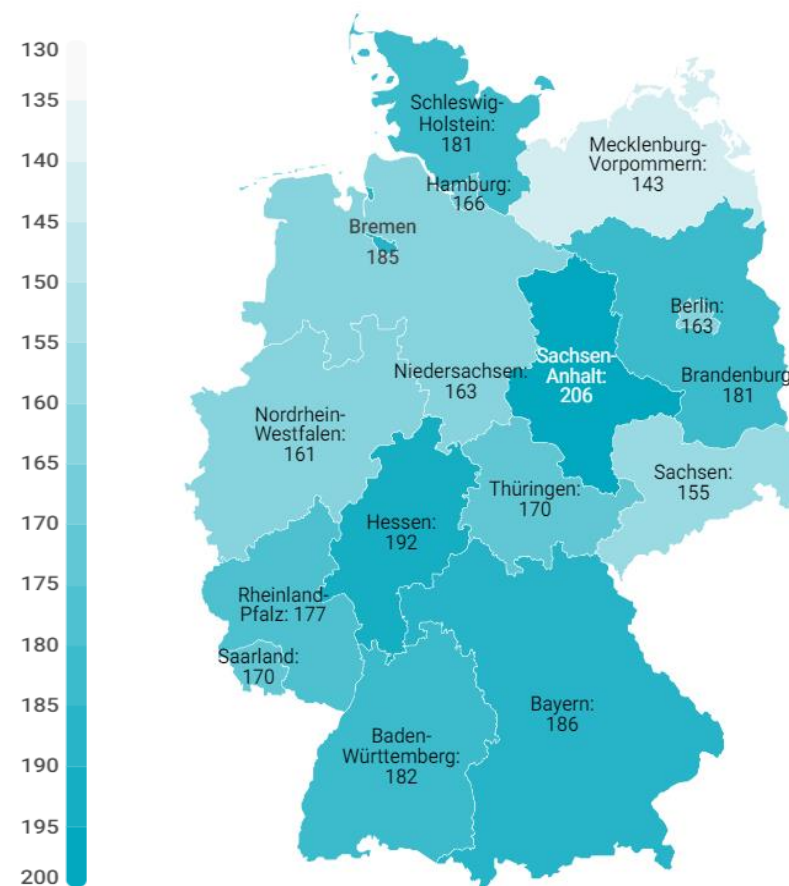 130
135
140
145
150
155
160
165
170
175
180
185
190
195
200
Schleswig-
Holstein:
181
Mecklenburg-
Vorpommern:
143
Hamburg:
166
Bremen
185
Berlin:
163
Sachsen-
Anhalt:
206
Niedersachsen:
163
Brandenburg
181
Nordrhein-
Westfalen:
161
Sachsen:
155
Thüringen:
170
Hessen:
192
Rheinland-
Pfalz: 177
Saarland:
170
Bayern:
186
Baden-
Württemberg:
182